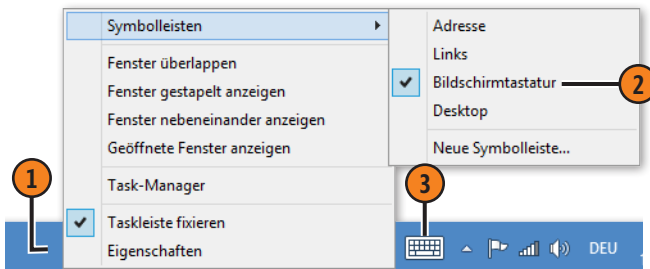 Symbolleisten
Fenster überlappen
Fenster gestapelt anzeigen
Fenster nebeneinander anzeigen
Geöffnete Fenster anzeigen
Task-Manager
Taskleiste fixieren
Eigenschaften
Adresse
Links
Bildschirmtastatur
Desktop
Neue Symbolleiste...
1
2
3
DEU